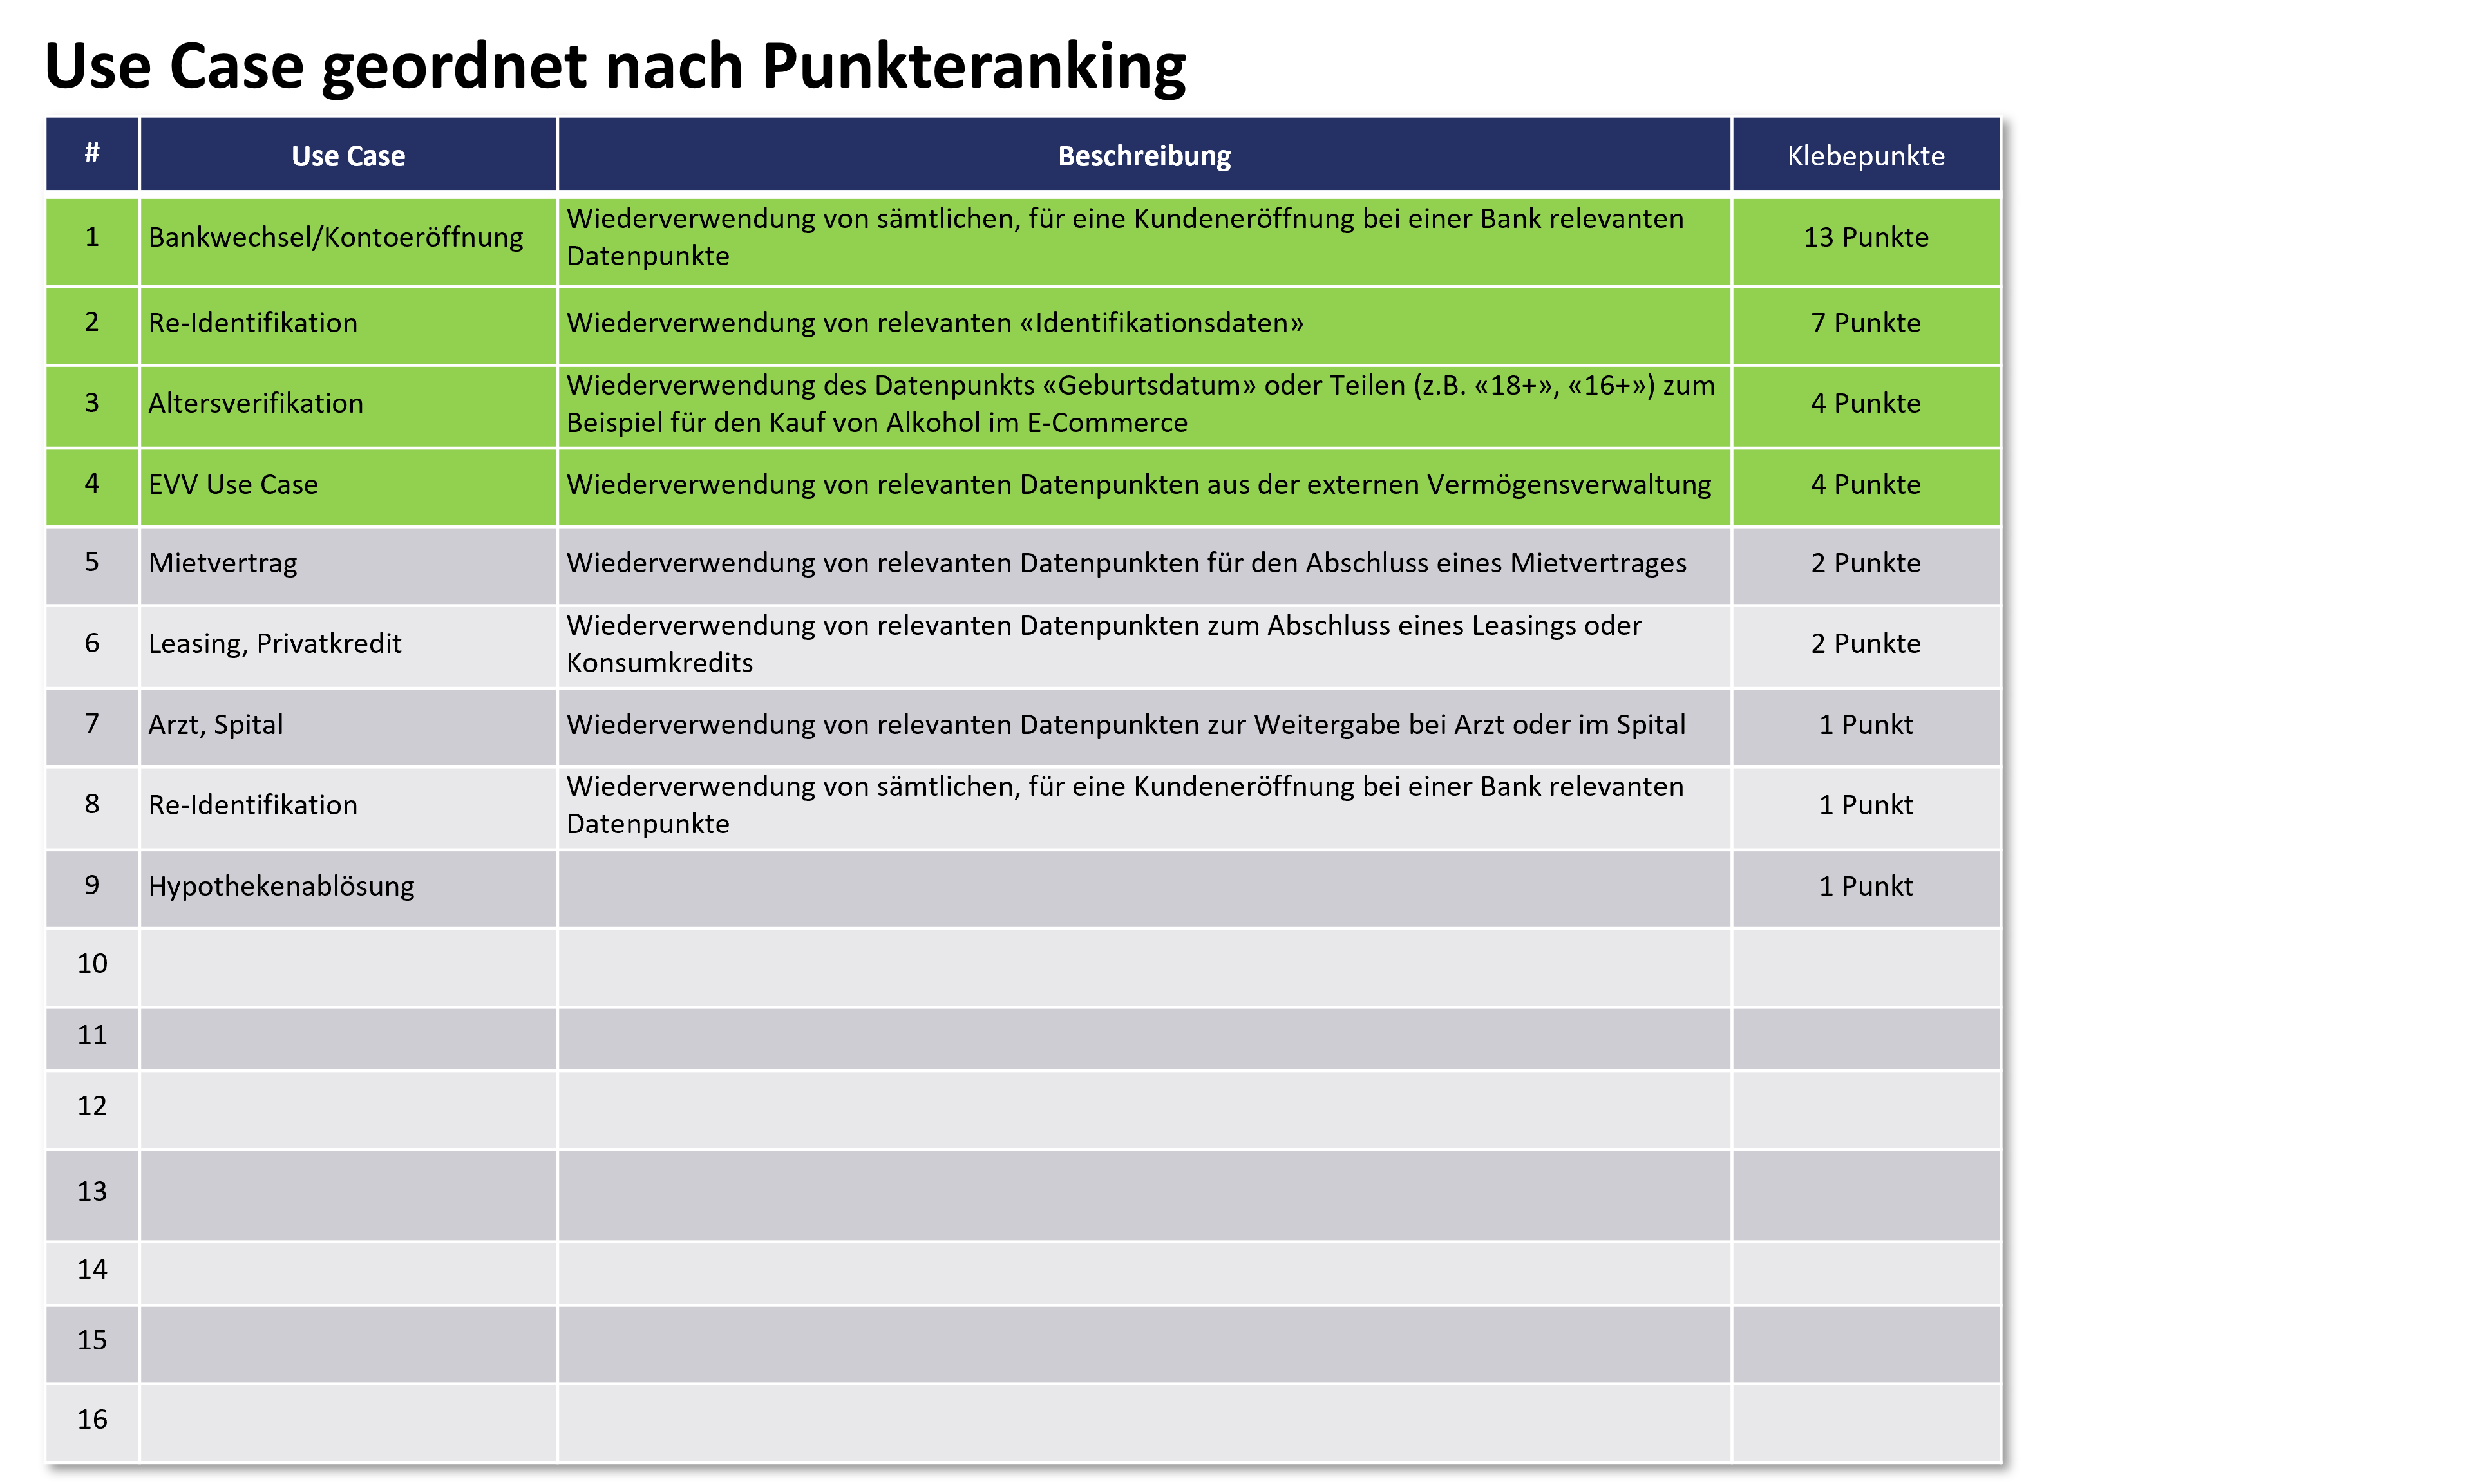 Use Case geordnet nach Punkteranking
# Use Case Beschreibung Klebepunkte
1 Bankwechsel/Kontoeröffnung Wiederverwendung von sämtlichen, für eine Kundeneröffnung bei einer Bank relevanten
Datenpunkte 13 Punkte
2 Re-Identifikation Wiederverwendung von relevanten «Identifikationsdaten» 7 Punkte
3 Altersverifikation Wiederverwendung des Datenpunkts «Geburtsdatum» oder Teilen (z.B. «18+», «16+») zum
Beispiel für den Kauf von Alkohol im E-Commerce 4 Punkte
4 EVV Use Case Wiederverwendung von relevanten Datenpunkten aus der externen Vermögensverwaltung 4 Punkte
5 Mietvertrag Wiederverwendung von relevanten Datenpunkten für den Abschluss eines Mietvertrages 2 Punkte
6 Leasing, Privatkredit Wiederverwendung von relevanten Datenpunkten zum Abschluss eines Leasings oder
Konsumkredits 2 Punkte
7 Arzt, Spital Wiederverwendung von relevanten Datenpunkten zur Weitergabe bei Arzt oder im Spital 1 Punkt
8 Re-Identifikation Wiederverwendung von sämtlichen, für eine Kundeneröffnung bei einer Bank relevanten
Datenpunkte 1 Punkt
9 Hypothekenablösung 1 Punkt
10
11
12
13
14
15
16